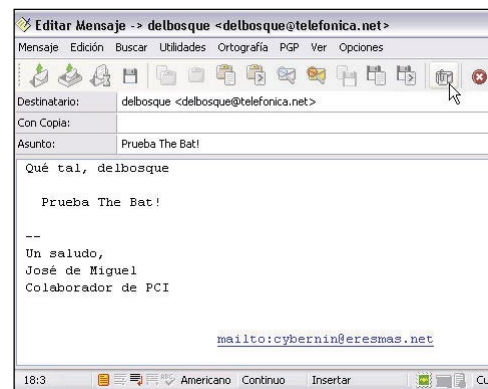 Editar Mensaje -> delbosque <delbosque@telefonica.net>
Mensaje Edición Buscar Utilidades Ortografía PGP Ver Opciones
Destinatario: delbosque <delbosque@telefonica.net>
Con Copia:
Asunto: Prueba The Bat!
Qué tal, delbosque
Prueba The Bat!
--
Un saludo,
José de Miguel
Colaborador de PCI
mailto:cybernin@eresmas.net
18:3 Americano Continuo Insertar Cu